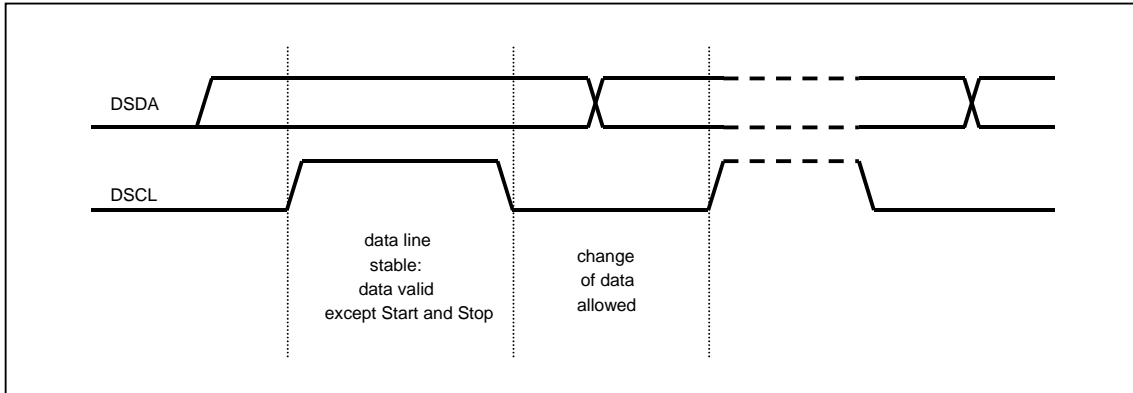 DSDA
DSCL
data line
stable:
data valid
except Start and Stop
change
of data
allowed